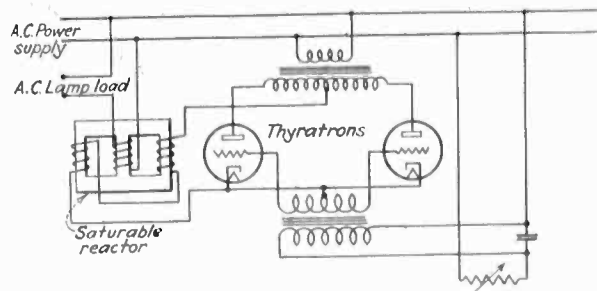 A.C. Power
supply
A.C. Lamp load
Thyratrons
Saturable
reactor